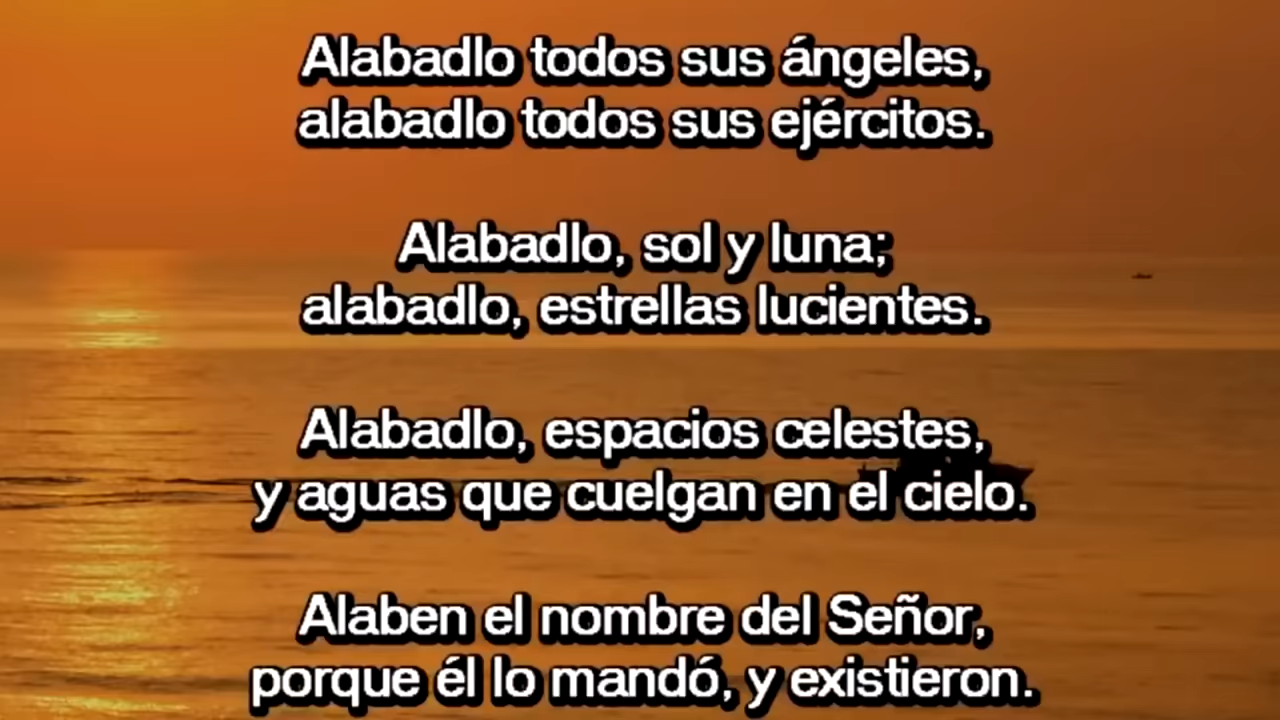 Alabadlo todos sus ángeles,
alabadlo todos sus ejércitos.
Alabadlo, sol y luna;
alabadlo, estrellas lucientes.
Alabadlo, espacios celestes,
y aguas que cuelgan en el cielo.
Alaben el nombre del Señor,
porque él lo mandó, y existieron.